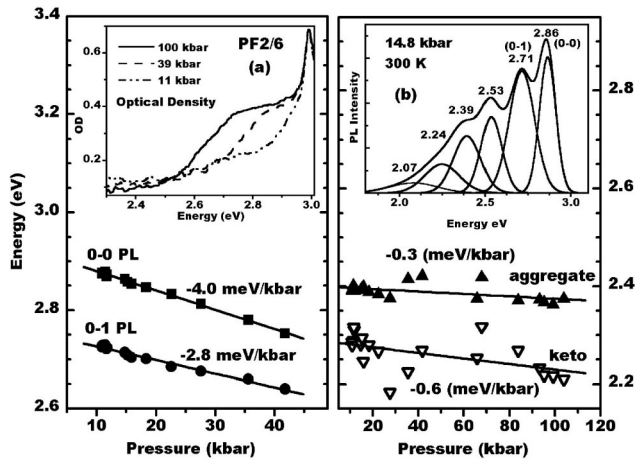 PF2/6
100 kbar
39 kbar
11 kbar
(a)
Optical Density
OD
0.6
0.4
0.2
2.4 2.6 2.8 3.0
Energy (eV)
3.4
3.2
3.0
2.8
2.6
Energy (eV)
0-0 PL
-4.0 meV/kbar
0-1 PL
-2.8 meV/kbar
0 10 20 30 40
Pressure (kbar)
14.8 kbar
300 K
(b)
2.86
(0-0)
(0-1)
2.71
2.53
2.39
2.24
2.07
PL Intensity
2.0 2.5 3.0
Energy eV
-0.3 (meV/kbar)
aggregate
keto
-0.6 (meV/kbar)
3.2
3.0
2.8
2.6
2.4
2.2
0 20 40 60 80 100 120
Pressure (kbar)